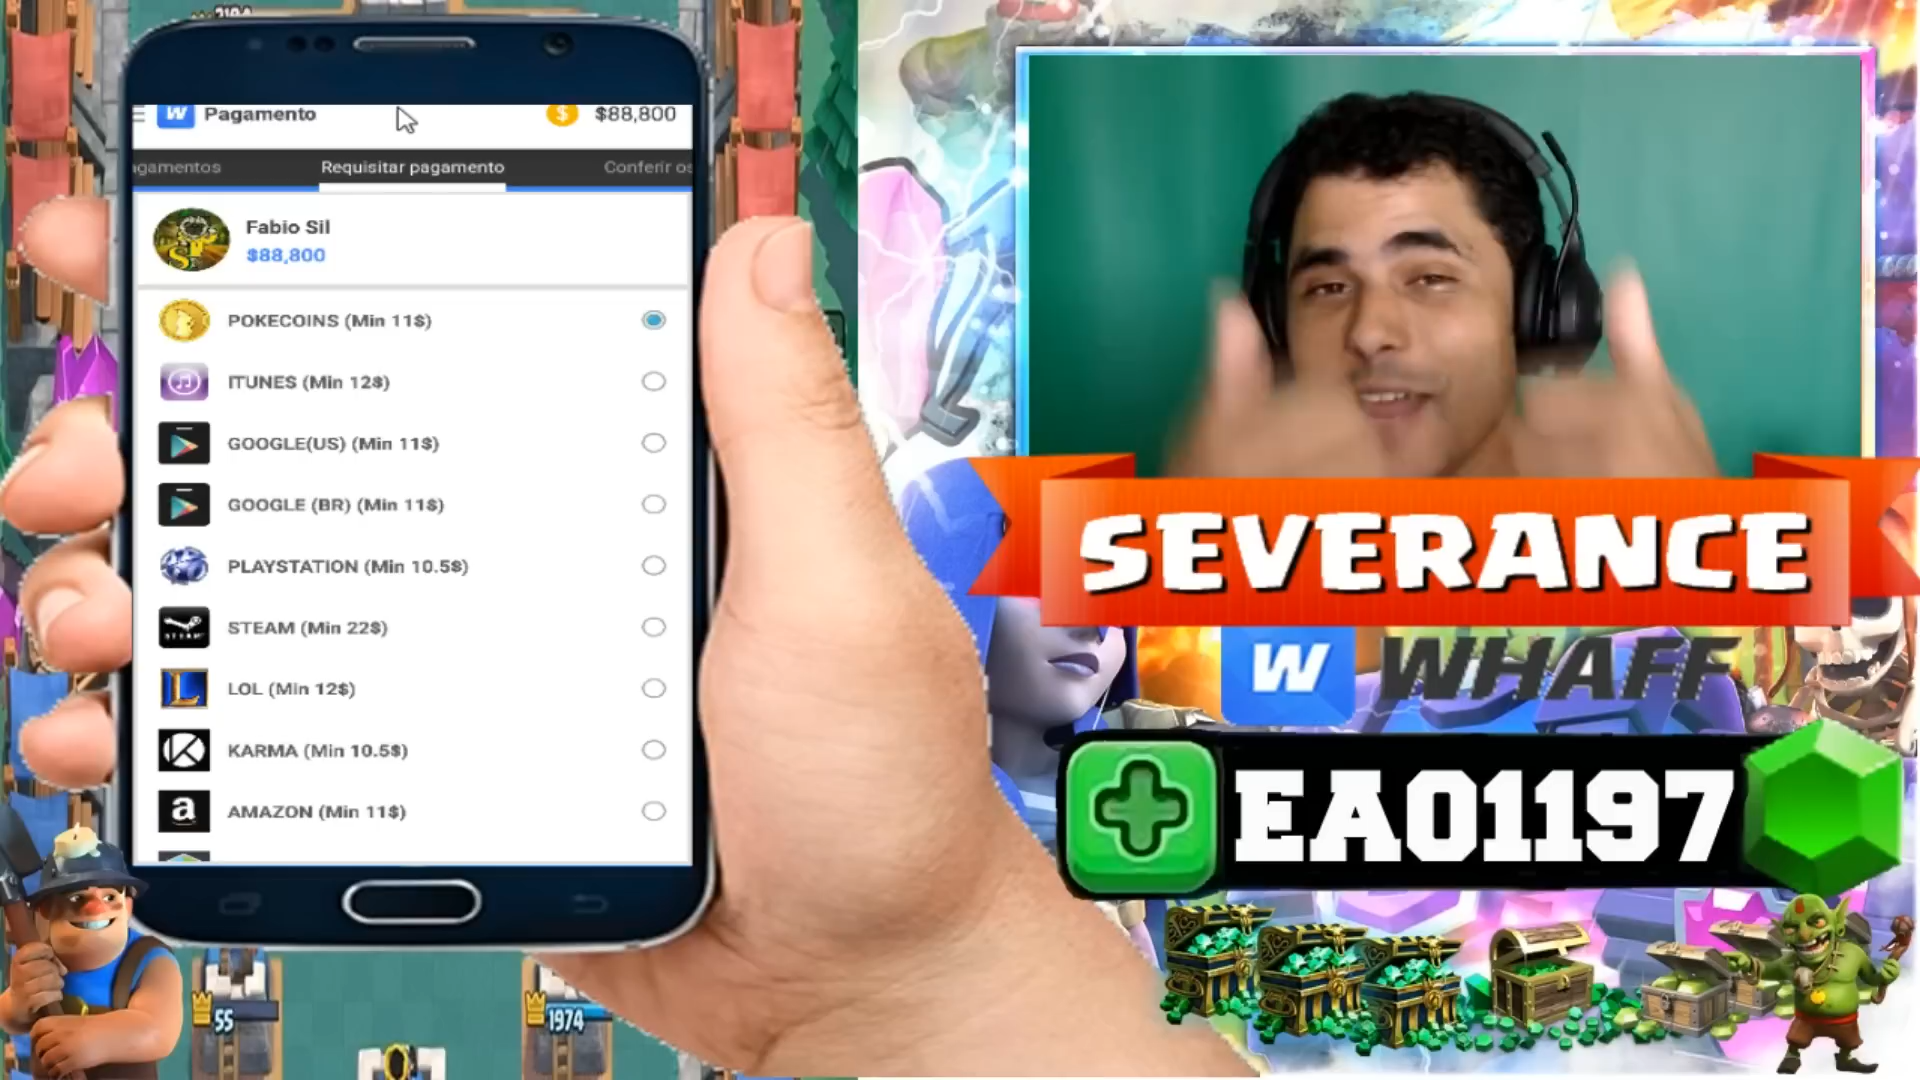 Pagamento
$88,800
gamentos
Requisitar pagamento
Conferir os
Fabio Sil
$88,800
POKECOINS (Min 11$)
ITUNES (Min 12$)
GOOGLE(US) (Min 11$)
GOOGLE (BR) (Min 11$)
PLAYSTATION (Min 10.5$)
STEAM
STEAM (Min 22$)
L
LOL (Min 12$)
KARMA (Min 10.5$)
a
AMAZON (Min 11$)
55
1974
SEVERANCE
W WHAFF
EA01197